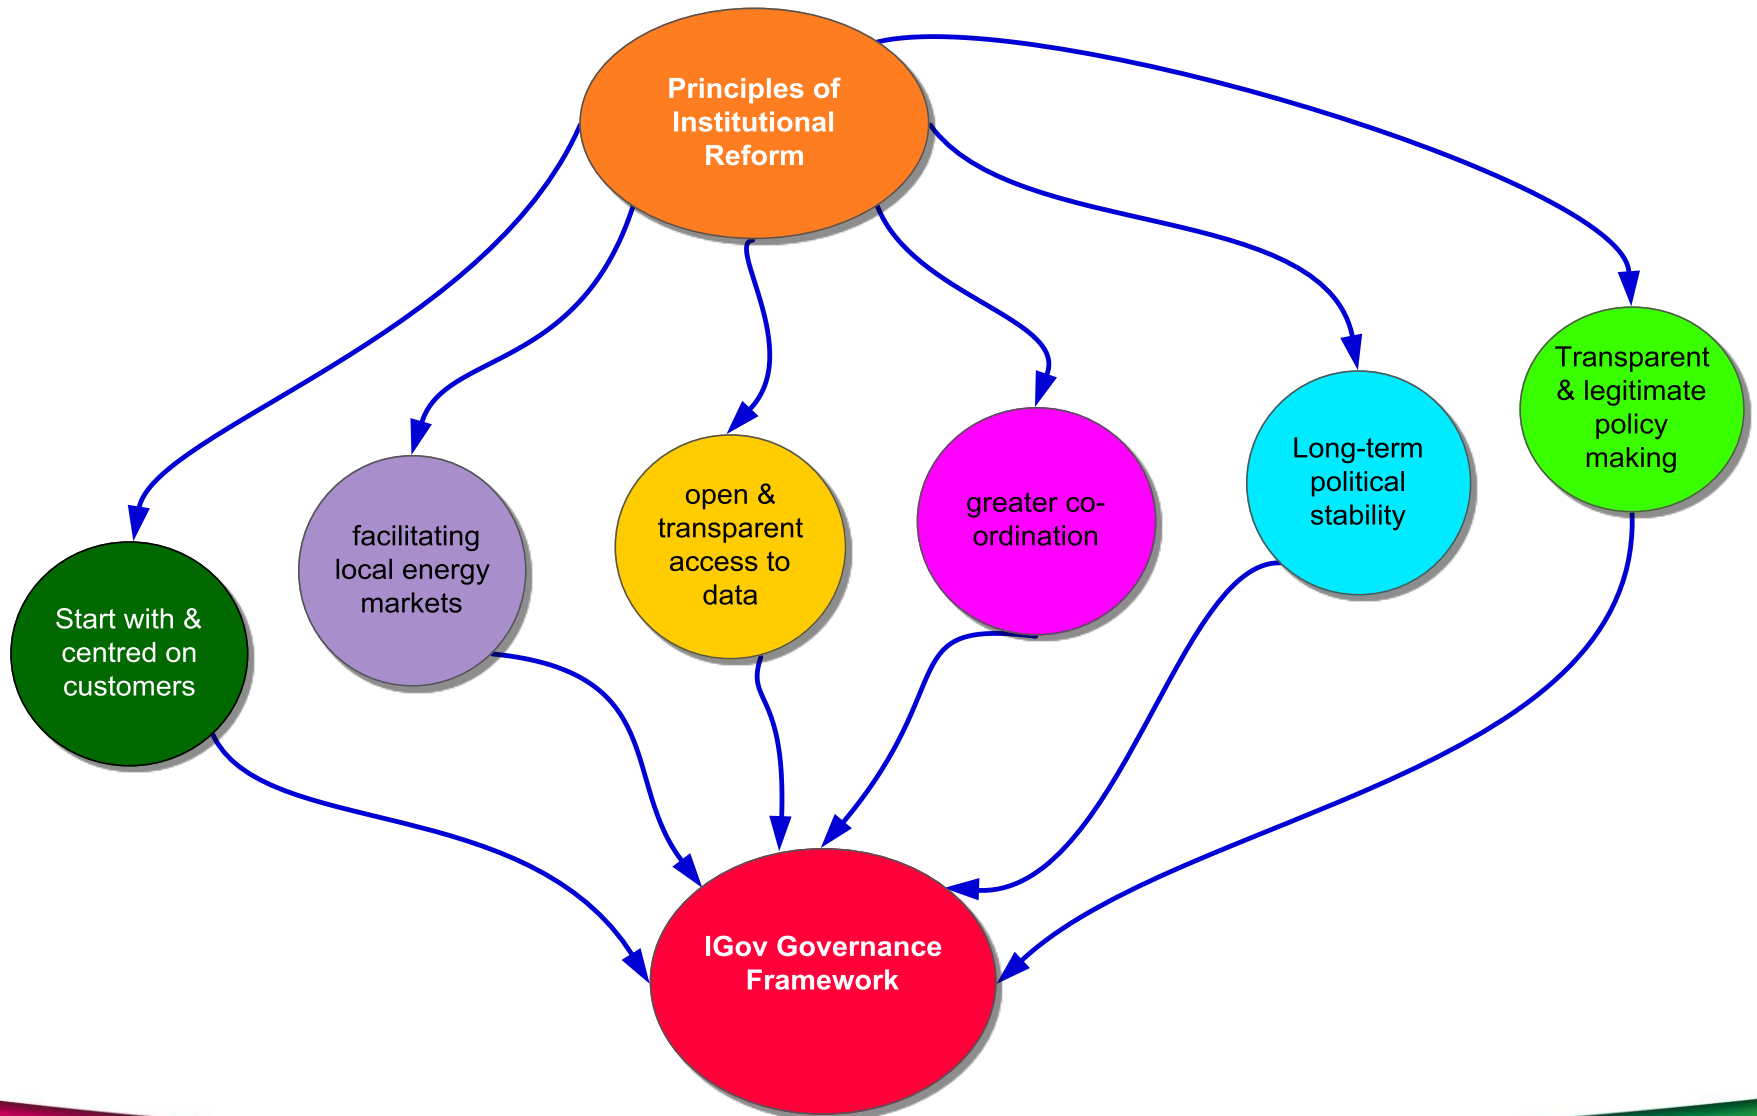 Principles of
Institutional
Reform
Transparent
& legitimate
policy
making
Long-term
political
stability
greater co-
ordination
open &
transparent
access to
data
facilitating
local energy
markets
Start with &
centred on
customers
IGov Governance
Framework